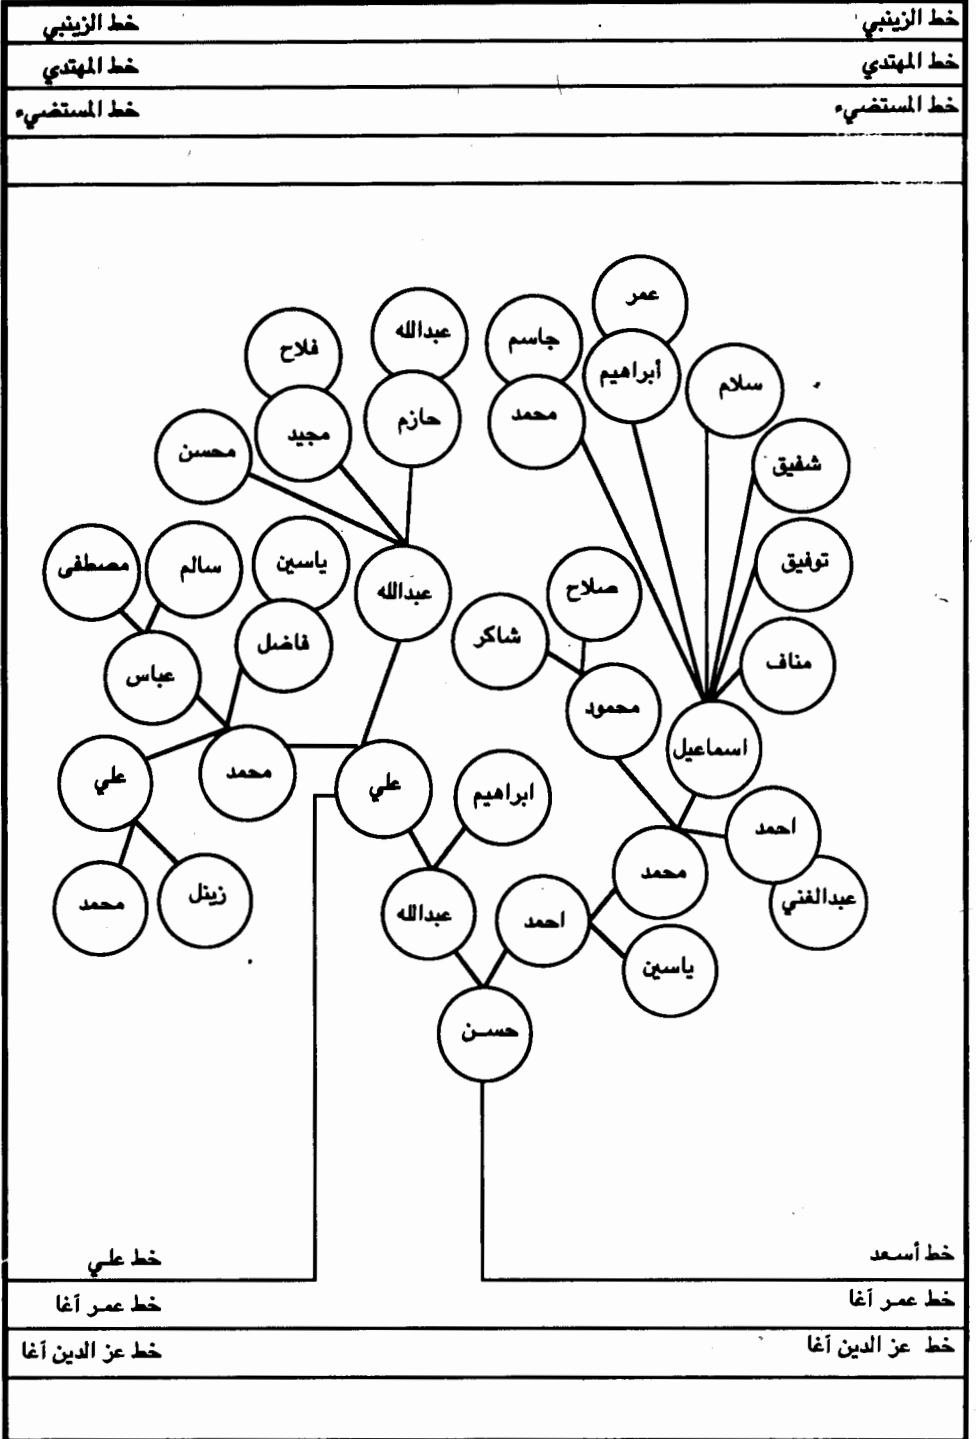 خط الزينبي خط الزينبي
خط المهتدي خط المهتدي
خط المستضيء خط المستضيء
عمر
عبدالله
جاسم
فلاح
أبراهيم
سلام
محمد
حازم
مجيد
محسن
شفيق
توفيق
صلاح
ياسين
سالم
مصطفى
عبدالله
شاكر
فاضل
مناف
عباس
محمود
اسماعيل
محمد
علي
علي
ابراهيم
احمد
محمد
عبدالغني
زينل
محمد
عبدالله
احمد
ياسين
حسن
خط أسعد خط علي
خط عمر آغا خط عمر آغا
خط عز الدين آغا خط عز الدين آغا